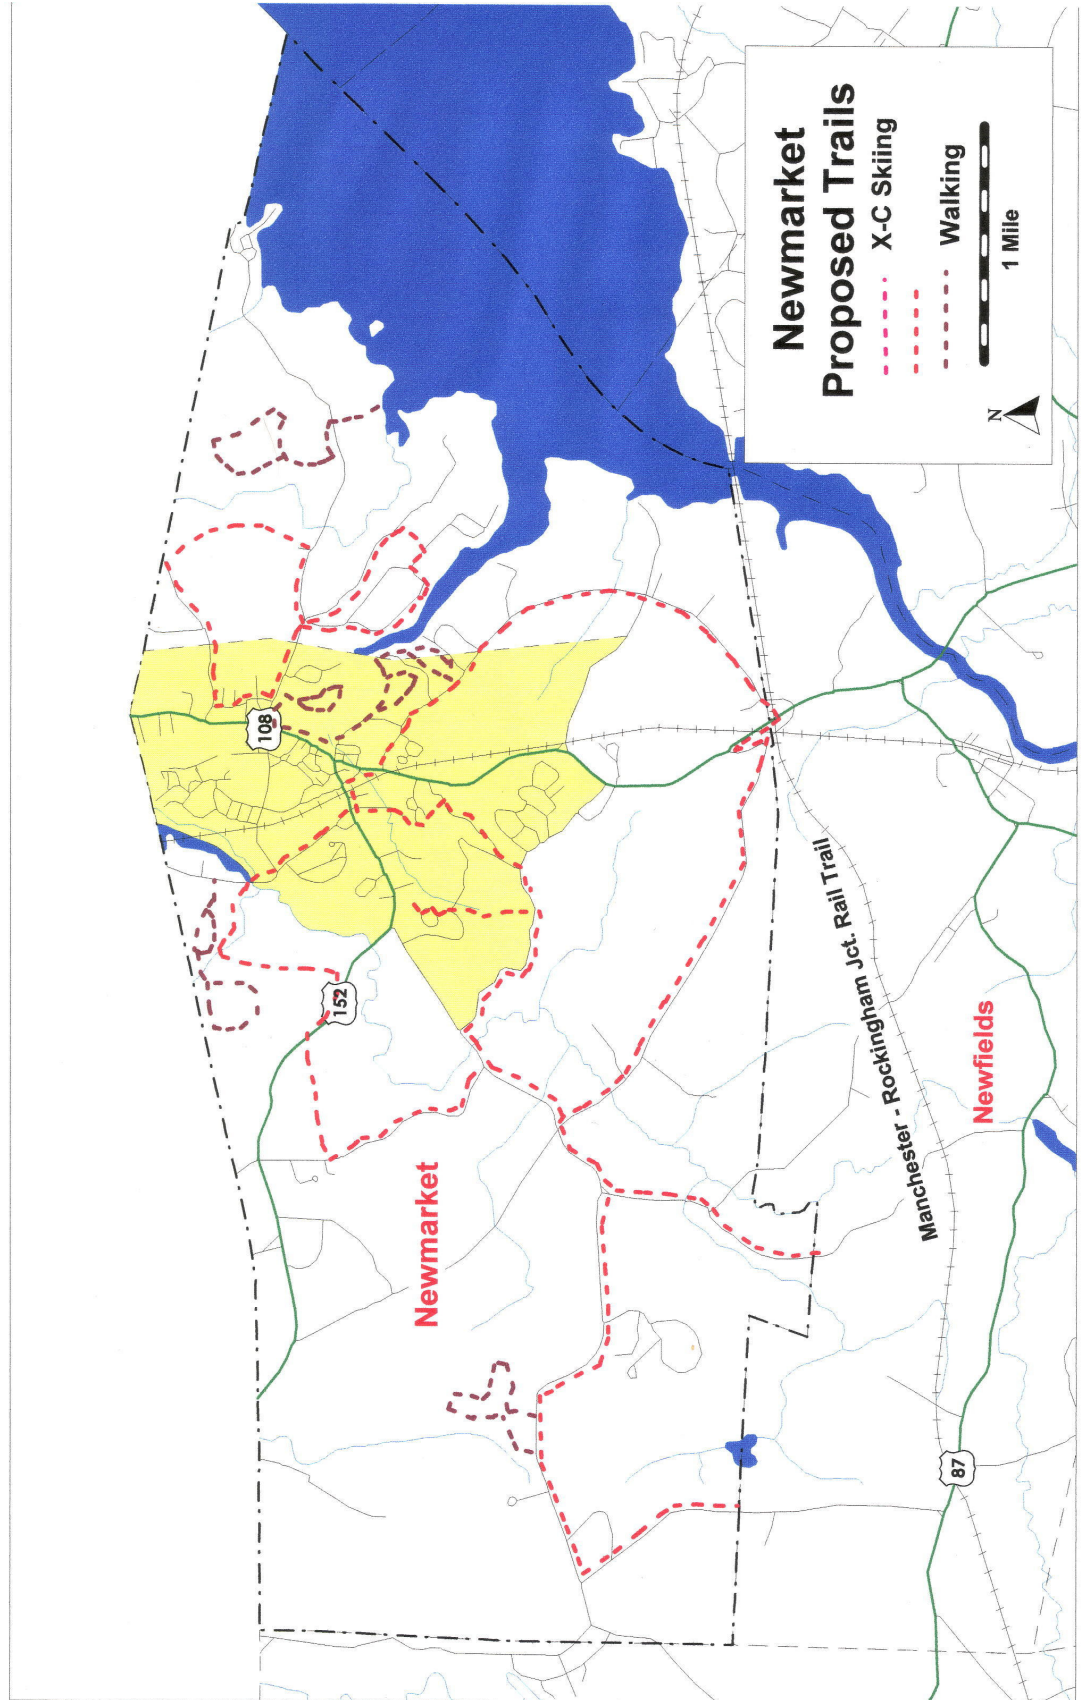 Newmarket
Proposed Trails
X-C Skiing
Walking
1 Mile
N
108
152
Newmarket
Manchester - Rockingham Jct. Rail Trail
Newfields
87